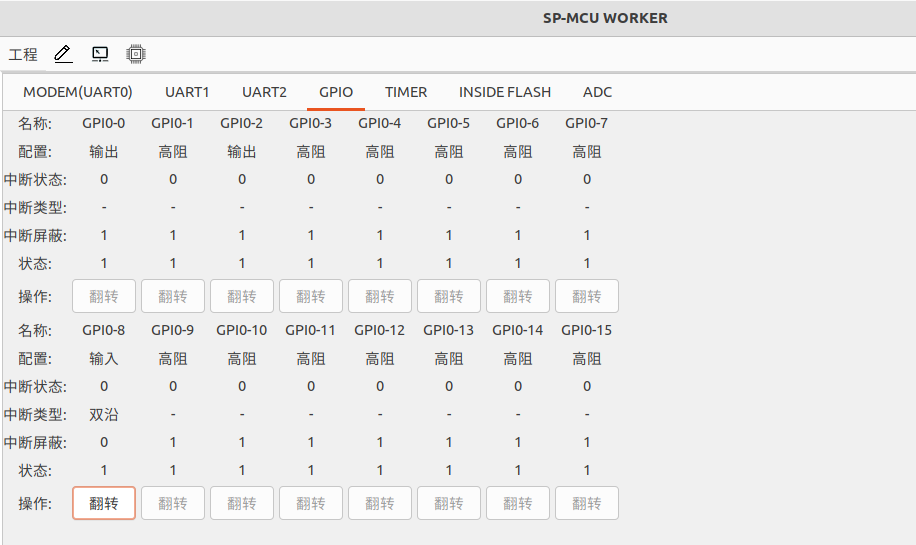 SP-MCU WORKER
工程
MODEM(UART0) UART1 UART2 GPIO TIMER INSIDE FLASH ADC
名称: GPI0-0 GPI0-1 GPI0-2 GPI0-3 GPI0-4 GPI0-5 GPI0-6 GPI0-7
配置: 输出 高阻 输出 高阻 高阻 高阻 高阻 高阻
中断状态: 0 0 0 0 0 0 0 0
中断类型: - - - - - - - -
中断屏蔽: 1 1 1 1 1 1 1 1
状态: 1 1 1 1 1 1 1 1
操作: 翻转 翻转 翻转 翻转 翻转 翻转 翻转 翻转
名称: GPI0-8 GPI0-9 GPI0-10 GPI0-11 GPI0-12 GPI0-13 GPI0-14 GPI0-15
配置: 输入 高阻 高阻 高阻 高阻 高阻 高阻 高阻
中断状态: 0 0 0 0 0 0 0 0
中断类型: 双沿 - - - - - - -
中断屏蔽: 0 1 1 1 1 1 1 1
状态: 1 1 1 1 1 1 1 1
操作: 翻转 翻转 翻转 翻转 翻转 翻转 翻转 翻转